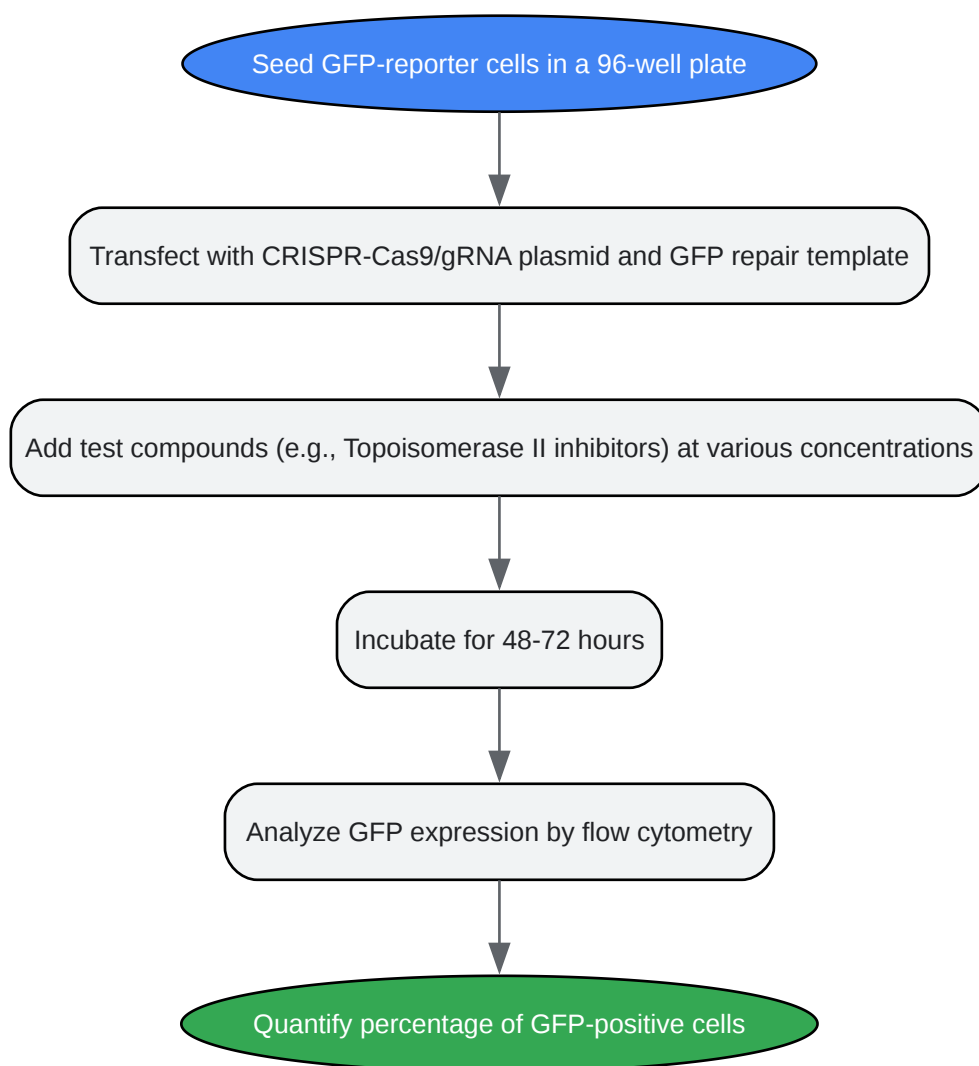 Seed GFP-reporter cells in a 96-well plate
Transfect with CRISPR-Cas9/gRNA plasmid and GFP repair template
Add test compounds (e.g., Topoisomerase II inhibitors) at various concentrations
Incubate for 48-72 hours
Analyze GFP expression by flow cytometry
Quantify percentage of GFP-positive cells